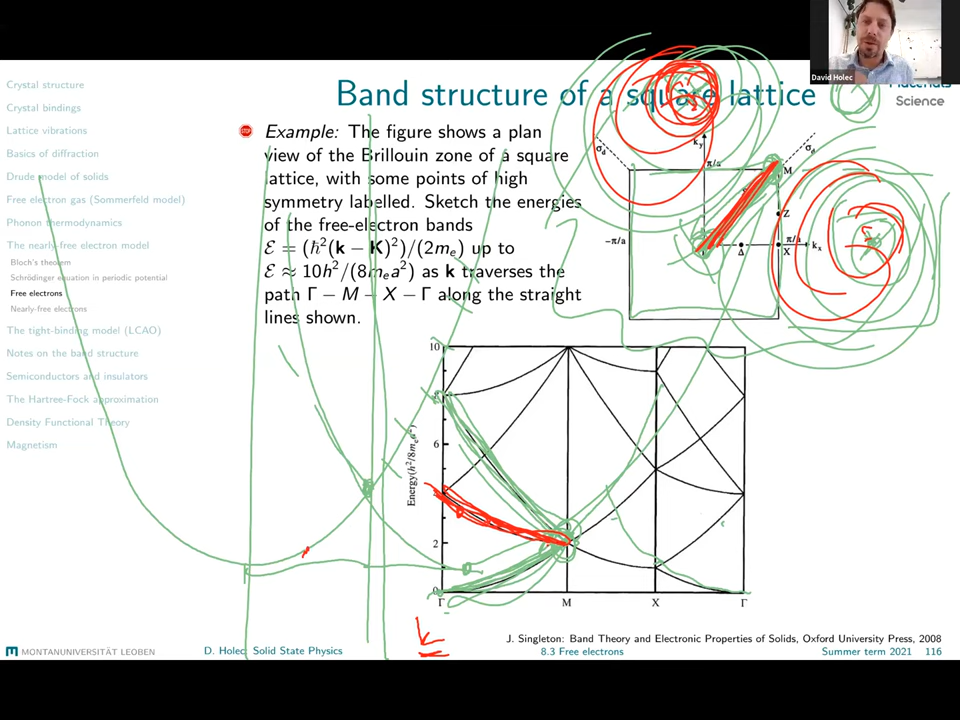 David Holec
Crystal structure
Crystal bindings
Lattice vibrations
Basics of diffraction
Drude model of solids
Free electron gas (Sommerfeld model)
Phonon thermodynamics
The nearly-free electron model
Bloch's theorem
Schrödinger equation in periodic potential
Free electrons
Nearly-free electrons
The tight-binding model (LCAO)
Notes on the band structure
Semiconductors and insulators
The Hartree-Fock approximation
Density Functional Theory
Magnetism
Band structure of a square lattice
Materials
Science
STOP
Example: The figure shows a plan
view of the Brillouin zone of a square
lattice, with some points of high
symmetry labelled. Sketch the energies
of the free-electron bands
ℰ = (ℏ²(k − K)²)/(2mₑ) up to
ℰ ≈ 10h²/(8mₑa²) as k traverses the
path Γ − M − X − Γ along the straight
lines shown.
σd
ky
σd
π/a
M
Z
−π/a
π/a
kx
Δ
X
10
8
6
2
0
Energy(h²/8mₑa²)
Γ
M
X
Γ
k
J. Singleton: Band Theory and Electronic Properties of Solids, Oxford University Press, 2008
MONTANUNIVERSITÄT LEOBEN
D. Holec: Solid State Physics
8.3 Free electrons
Summer term 2021 116